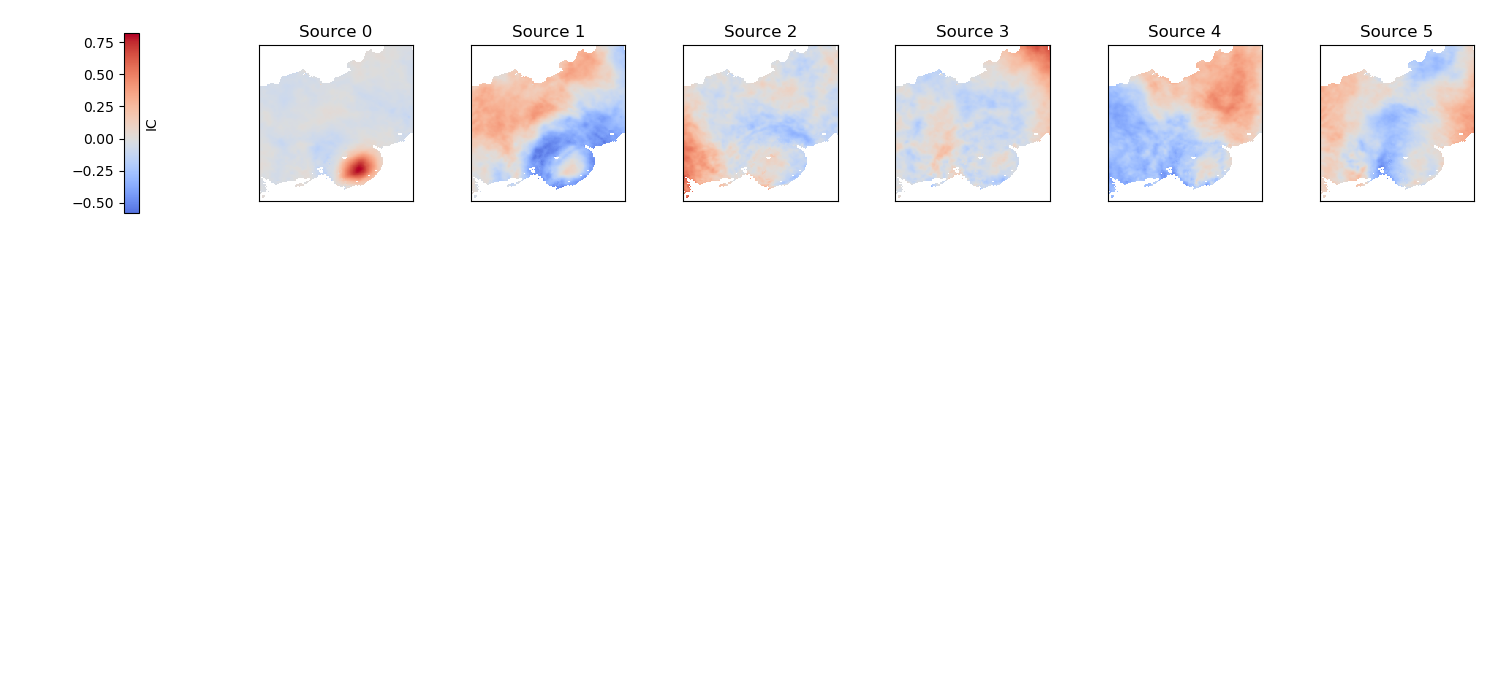 Source 0
Source 1
Source 2
Source 3
Source 4
Source 5
0.75
0.50
0.25
0.00
−0.25
−0.50
IC